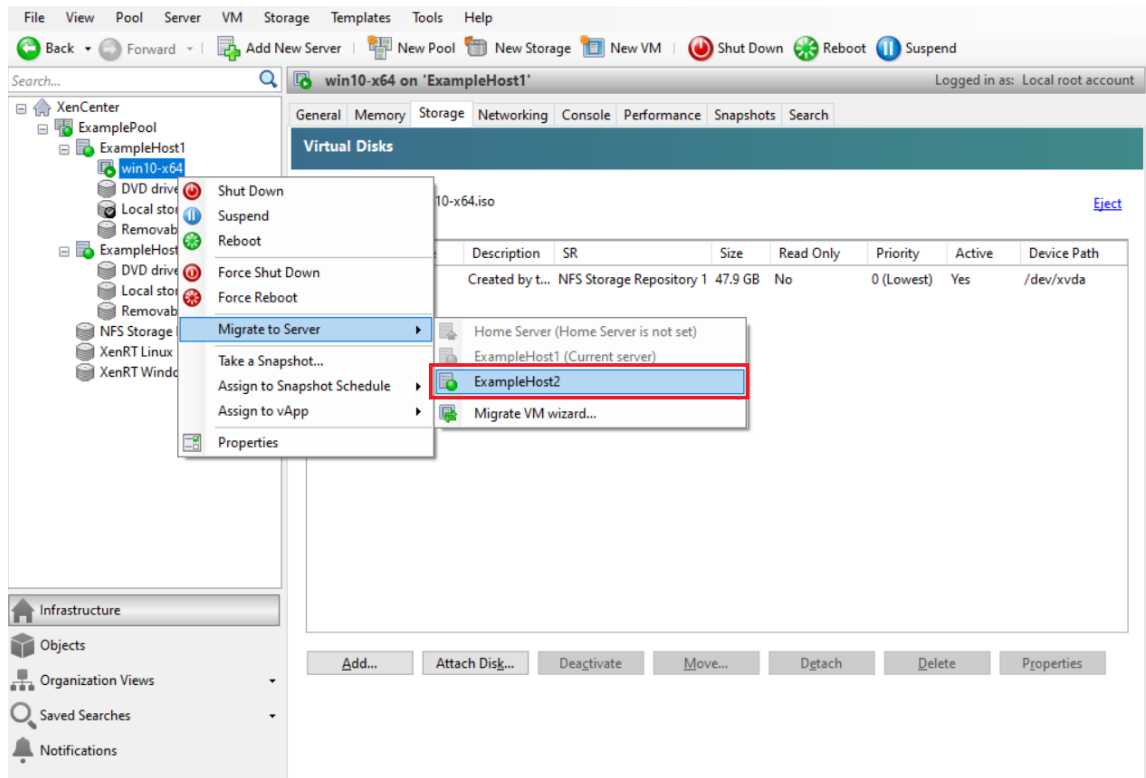 File View Pool Server VM Storage Templates Tools Help
Back Forward Add New Server New Pool New Storage New VM Shut Down Reboot Suspend
Search...
win10-x64 on 'ExampleHost1' Logged in as: Local root account
XenCenter
ExamplePool
ExampleHost1
win10-x64
DVD drive
Local stor
Removab
ExampleHost
DVD drive
Local stor
Removab
NFS Storage
XenRT Linux
XenRT Windo
General Memory Storage Networking Console Performance Snapshots Search
Virtual Disks
10-x64.iso Eject
Description SR Size Read Only Priority Active Device Path
Created by t... NFS Storage Repository 1 47.9 GB No 0 (Lowest) Yes /dev/xvda
Shut Down
Suspend
Reboot
Force Shut Down
Force Reboot
Migrate to Server
Take a Snapshot...
Assign to Snapshot Schedule
Assign to vApp
Properties
Home Server (Home Server is not set)
ExampleHost1 (Current server)
ExampleHost2
Migrate VM wizard...
Add... Attach Disk... Deactivate Move... Detach Delete Properties
Infrastructure
Objects
Organization Views
Saved Searches
Notifications